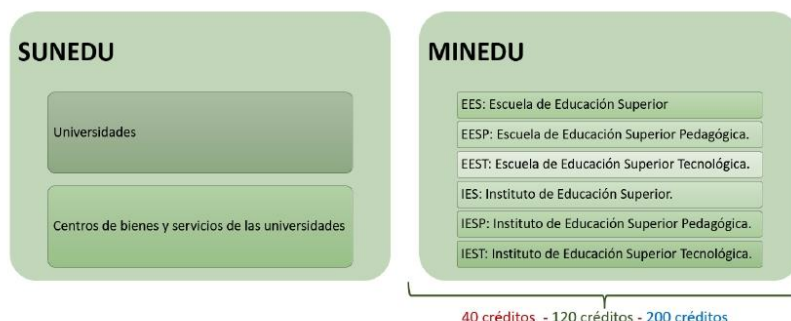 SUNEDU
Universidades
Centros de bienes y servicios de las universidades
MINEDU
EES: Escuela de Educación Superior
EESP: Escuela de Educación Superior Pedagógica.
EEST: Escuela de Educación Superior Tecnológica.
IES: Instituto de Educación Superior.
IESP: Instituto de Educación Superior Pedagógica.
IEST: Instituto de Educación Superior Tecnológica.
40 créditos - 120 créditos - 200 créditos